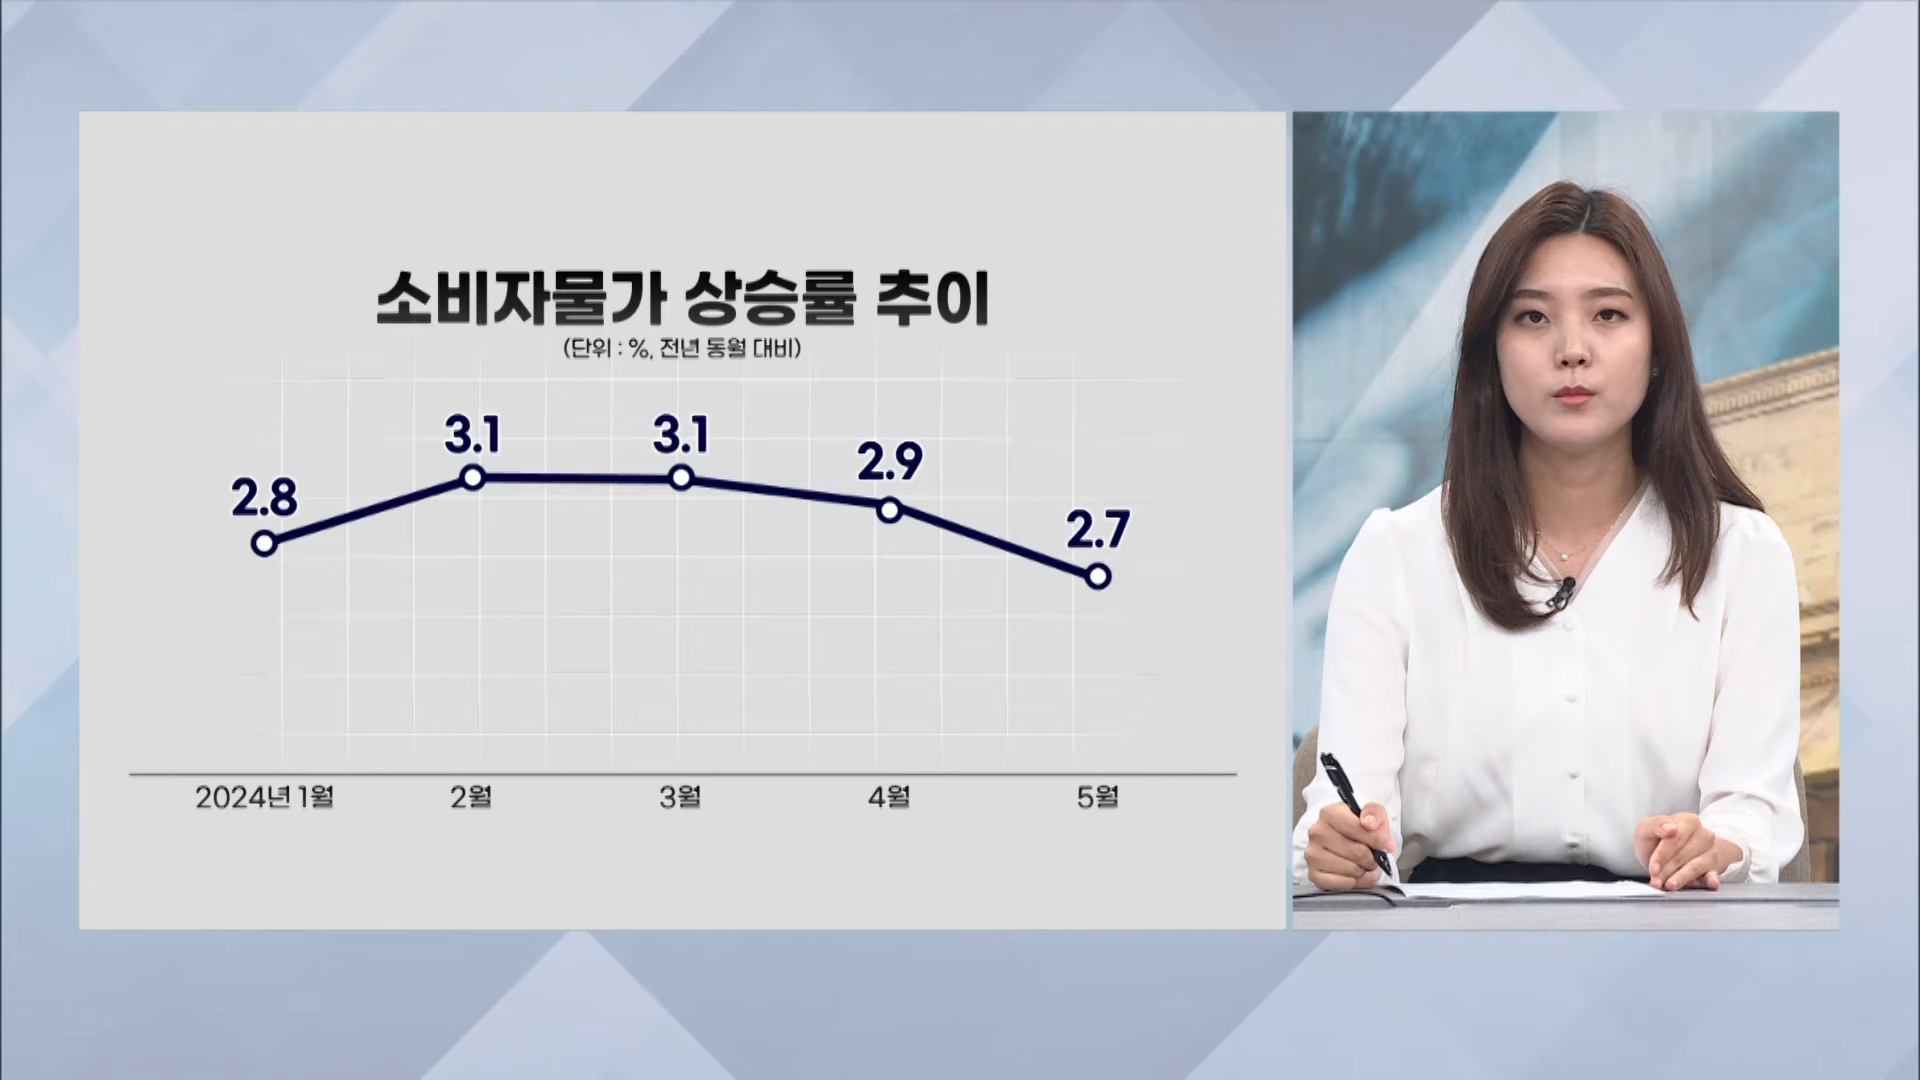 소비자물가 상승률 추이
(단위 : %, 전년 동월 대비)
2.8
3.1
3.1
2.9
2.7
2024년 1월
2월
3월
4월
5월